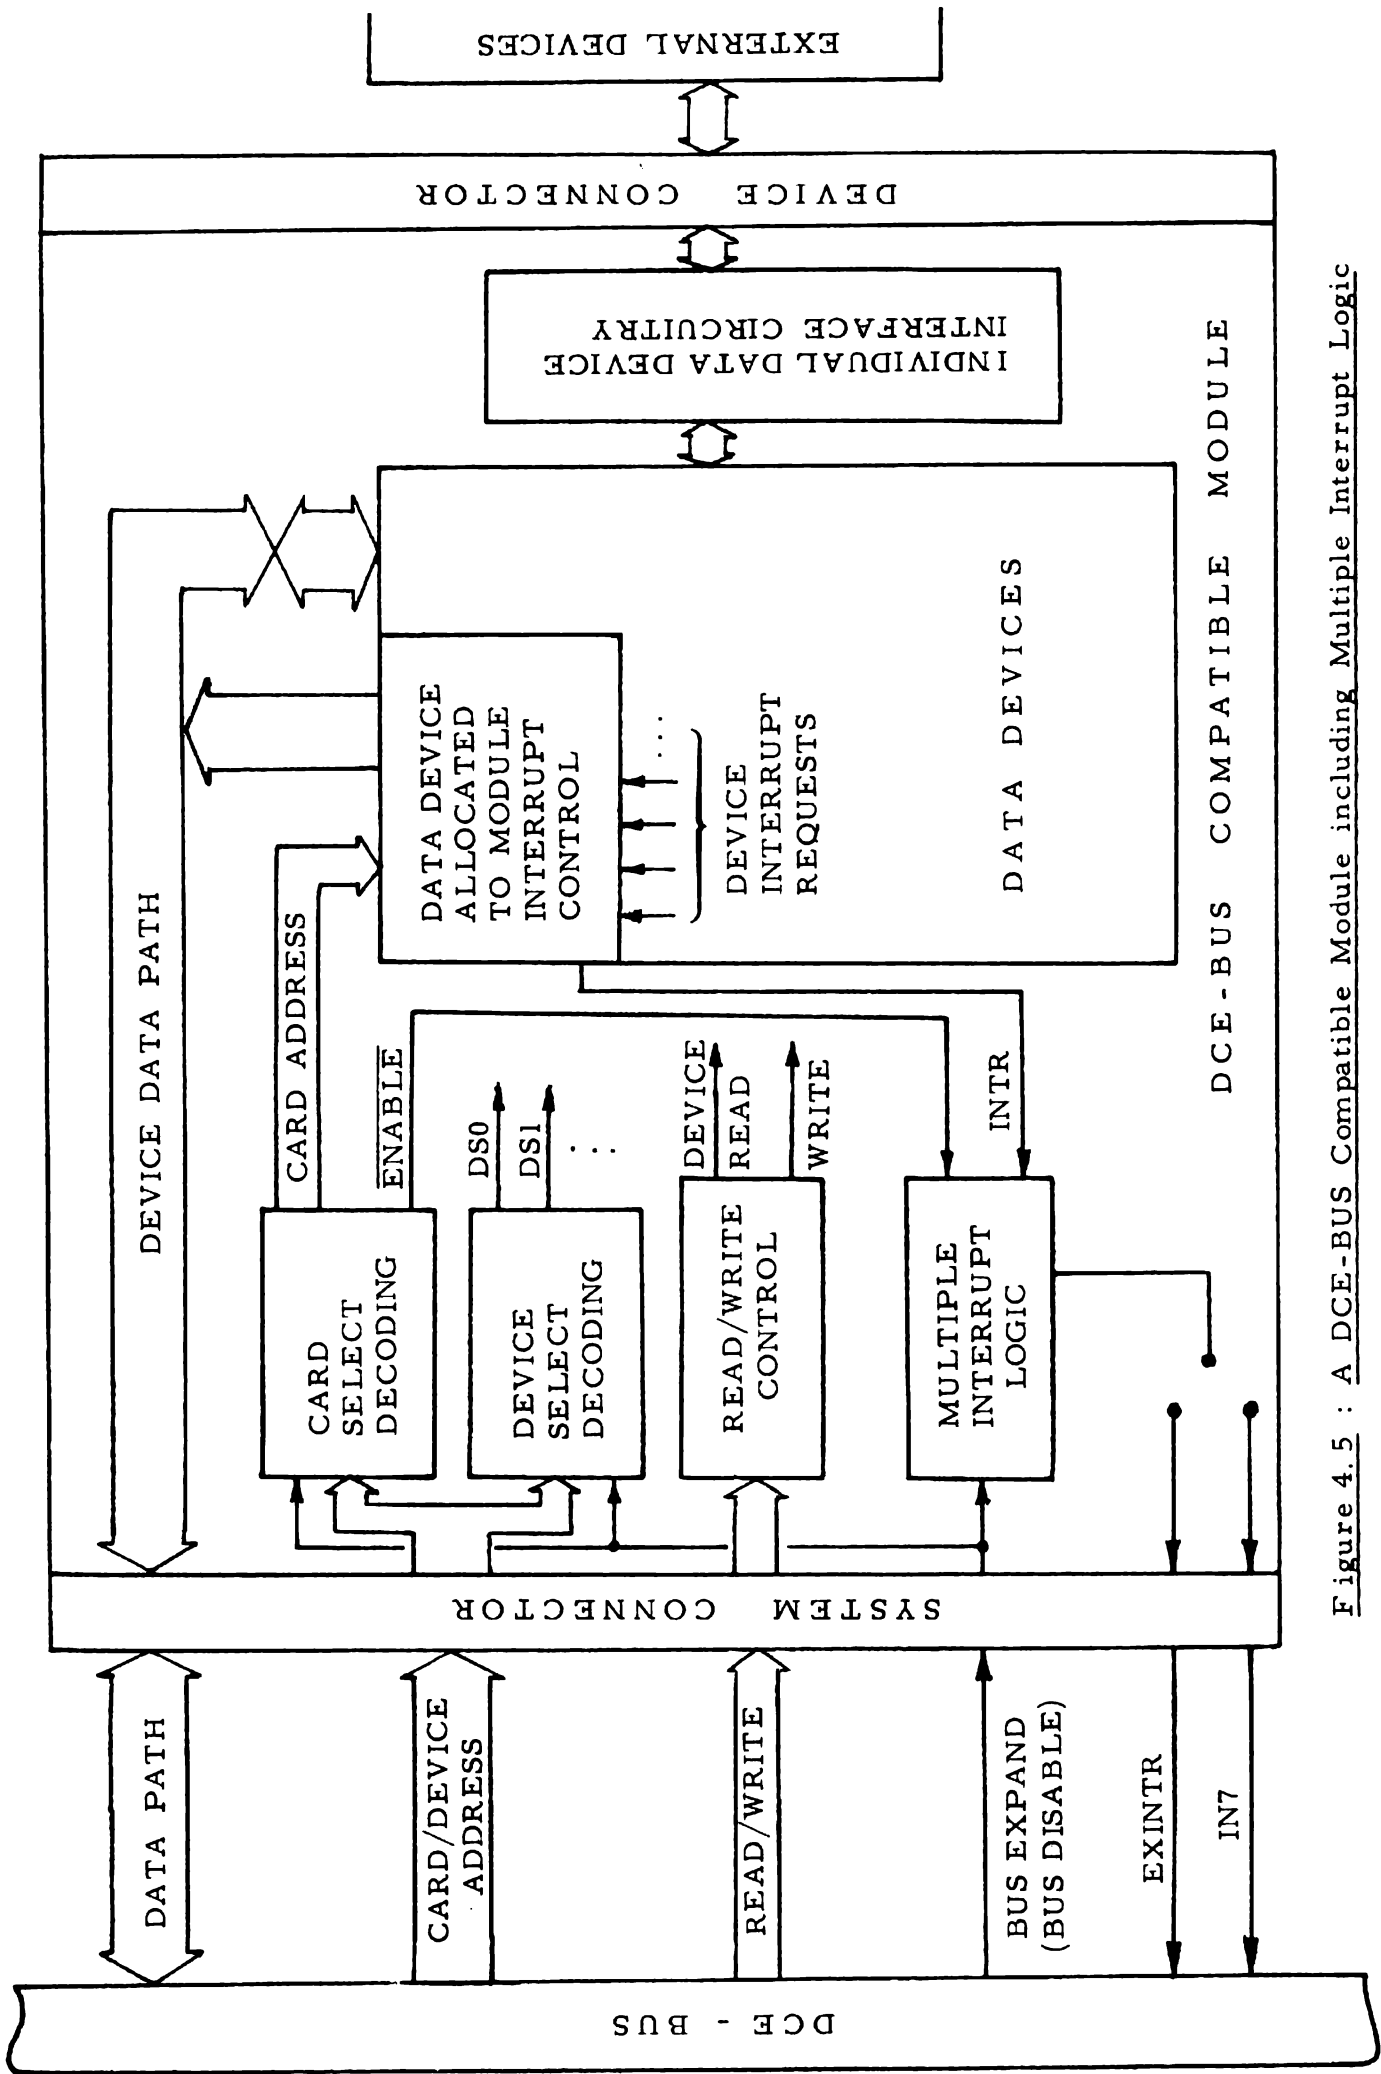 DCE - BUS
DATA PATH
CARD/DEVICE
ADDRESS
READ/WRITE
BUS EXPAND
(BUS DISABLE)
EXINTR
IN7
SYSTEM CONNECTOR
DEVICE DATA PATH
CARD
SELECT
DECODING
DEVICE
SELECT
DECODING
READ/WRITE
CONTROL
MULTIPLE
INTERRUPT
LOGIC
CARD ADDRESS
ENABLE
DS0
DS1
...
DEVICE
READ
WRITE
INTR
DATA DEVICE
ALLOCATED
TO MODULE
INTERRUPT
CONTROL
...
DEVICE
INTERRUPT
REQUESTS
DATA DEVICES
INDIVIDUAL DATA DEVICE
INTERFACE CIRCUITRY
DEVICE CONNECTOR
EXTERNAL DEVICES
DCE-BUS COMPATIBLE MODULE
Figure 4.5 : A DCE-BUS Compatible Module including Multiple Interrupt Logic